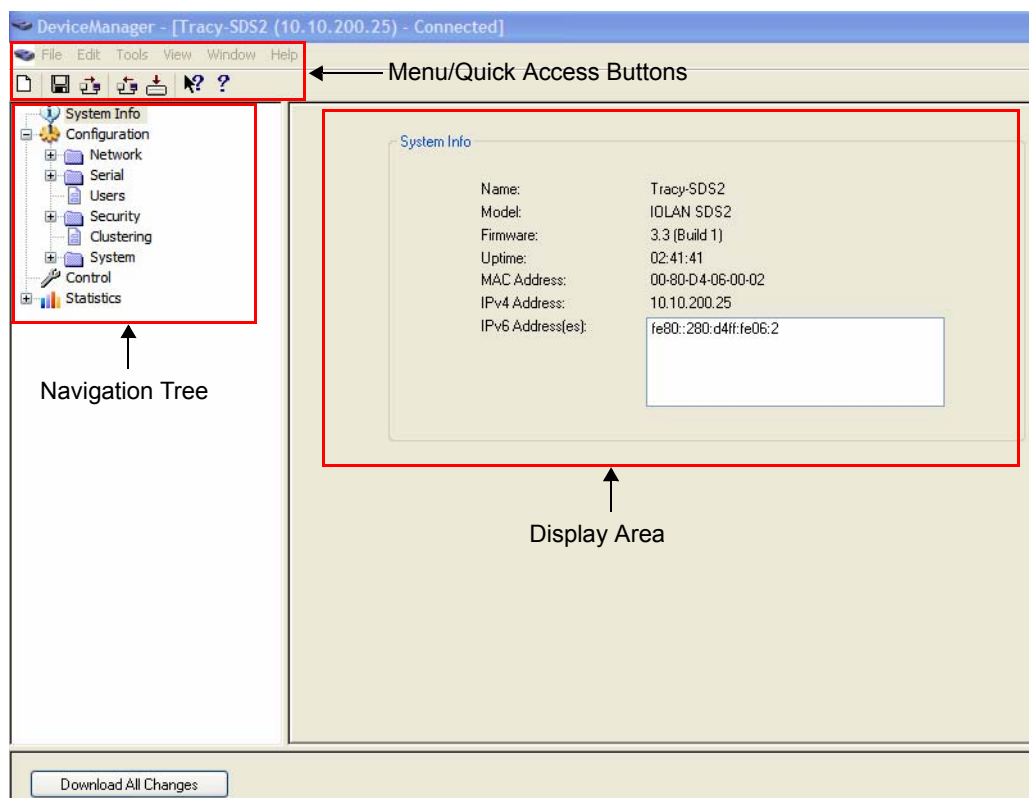 DeviceManager - [Tracy-SDS2 (10.10.200.25) - Connected]
File Edit Tools View Window Help
Menu/Quick Access Buttons
System Info
Configuration
Network
Serial
Users
Security
Clustering
System
Control
Statistics
Navigation Tree
System Info
Name: Tracy-SDS2
Model: IOLAN SDS2
Firmware: 3.3 (Build 1)
Uptime: 02:41:41
MAC Address: 00-80-D4-06-00-02
IPv4 Address: 10.10.200.25
IPv6 Address(es): fe80::280:d4ff:fe06:2
Display Area
Download All Changes